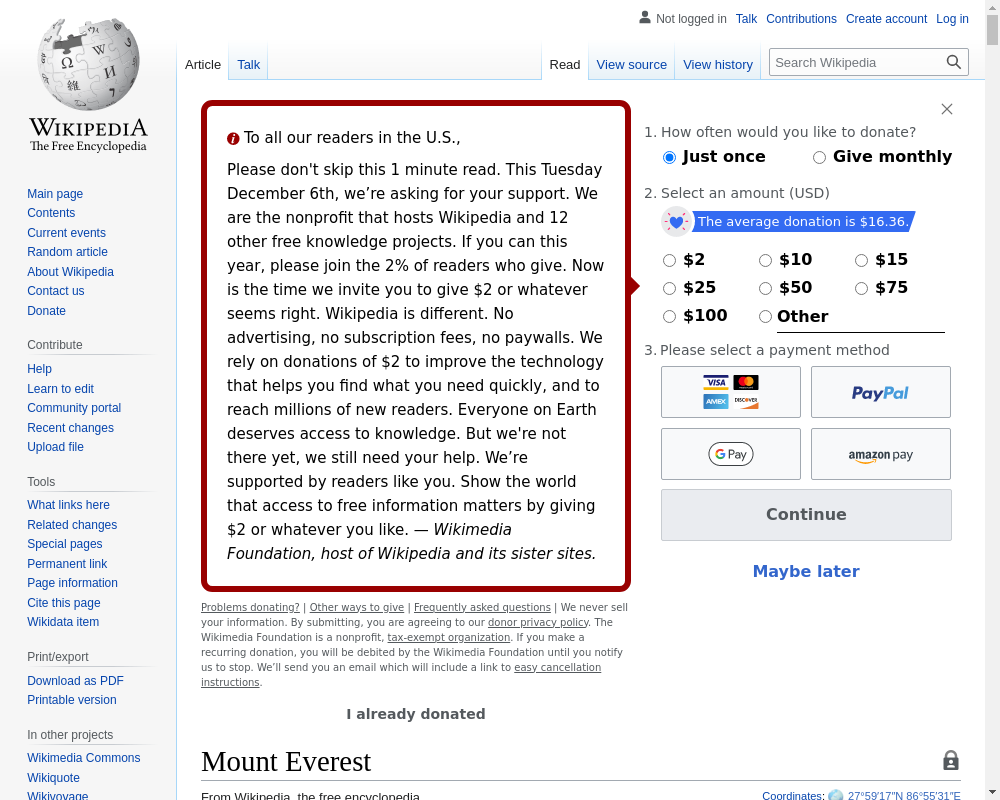 Not logged in Talk Contributions Create account Log in
Article Talk Read View source View history Search Wikipedia
WIKIPEDIA
The Free Encyclopedia
Main page
Contents
Current events
Random article
About Wikipedia
Contact us
Donate
Contribute
Help
Learn to edit
Community portal
Recent changes
Upload file
Tools
What links here
Related changes
Special pages
Permanent link
Page information
Cite this page
Wikidata item
Print/export
Download as PDF
Printable version
In other projects
Wikimedia Commons
Wikiquote
Wikivoyage
To all our readers in the U.S.,
Please don't skip this 1 minute read. This Tuesday
December 6th, we’re asking for your support. We
are the nonprofit that hosts Wikipedia and 12
other free knowledge projects. If you can this
year, please join the 2% of readers who give. Now
is the time we invite you to give $2 or whatever
seems right. Wikipedia is different. No
advertising, no subscription fees, no paywalls. We
rely on donations of $2 to improve the technology
that helps you find what you need quickly, and to
reach millions of new readers. Everyone on Earth
deserves access to knowledge. But we're not
there yet, we still need your help. We’re
supported by readers like you. Show the world
that access to free information matters by giving
$2 or whatever you like. — Wikimedia
Foundation, host of Wikipedia and its sister sites.
1. How often would you like to donate?
Just once Give monthly
2. Select an amount (USD)
The average donation is $16.36.
$2 $10 $15
$25 $50 $75
$100 Other
3. Please select a payment method
VISA mastercard
AMEX DISCOVER
PayPal
G Pay
amazon pay
Continue
Maybe later
Problems donating? | Other ways to give | Frequently asked questions | We never sell
your information. By submitting, you are agreeing to our donor privacy policy. The
Wikimedia Foundation is a nonprofit, tax-exempt organization. If you make a
recurring donation, you will be debited by the Wikimedia Foundation until you notify
us to stop. We’ll send you an email which will include a link to easy cancellation
instructions.
I already donated
Mount Everest
From Wikipedia, the free encyclopedia
Coordinates: 27°59′17″N 86°55′31″E